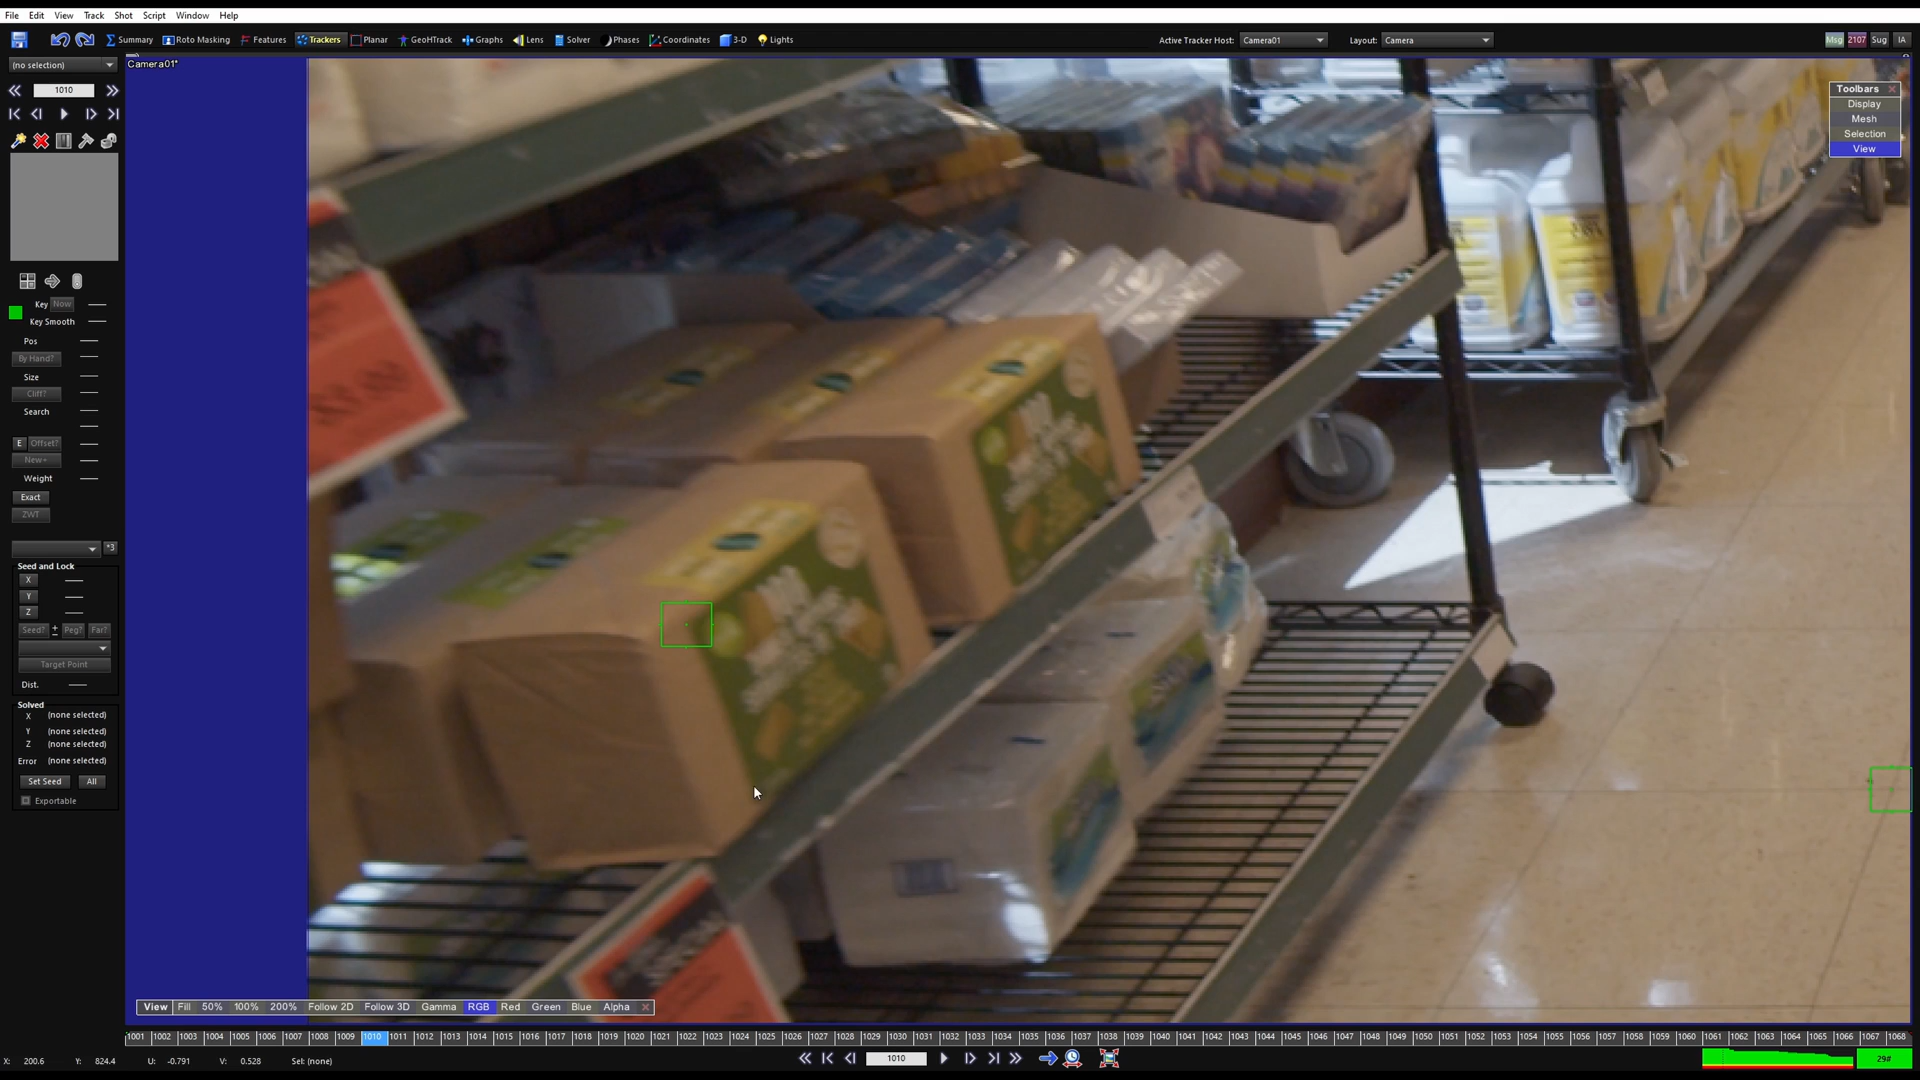 File Edit View Track Shot Script Window Help
Summary Roto Masking Features Trackers Planar GeoHTrack Graphs Lens Solver Phases Coordinates 3-D Lights
Active Tracker Host: Camera01 Layout: Camera
Msg 2107 Sug IA
(no selection)
Camera01*
1010
Toolbars
Display
Mesh
Selection
View
Key Now
Key Smooth
Pos
By Hand?
Size
Cliff?
Search
E Offset?
New+
Weight
Exact
ZWT
*3
Seed and Lock
X
Y
Z
Seed? ± Peg? Far?
Target Point
Dist.
Solved
X (none selected)
Y (none selected)
Z (none selected)
Error (none selected)
Set Seed All
Exportable
View Fill 50% 100% 200% Follow 2D Follow 3D Gamma RGB Red Green Blue Alpha
1001 1002 1003 1004 1005 1006 1007 1008 1009 1010 1011 1012 1013 1014 1015 1016 1017 1018 1019 1020 1021 1022 1023 1024 1025 1026 1027 1028 1029 1030 1031 1032 1033 1034 1035 1036 1037 1038 1039 1040 1041 1042 1043 1044 1045 1046 1047 1048 1049 1050 1051 1052 1053 1054 1055 1056 1057 1058 1059 1060 1061 1062 1063 1064 1065 1066 1067 1068
X: 200.6 Y: 824.4 U: -0.791 V: 0.528 Sel: (none)
1010
29#